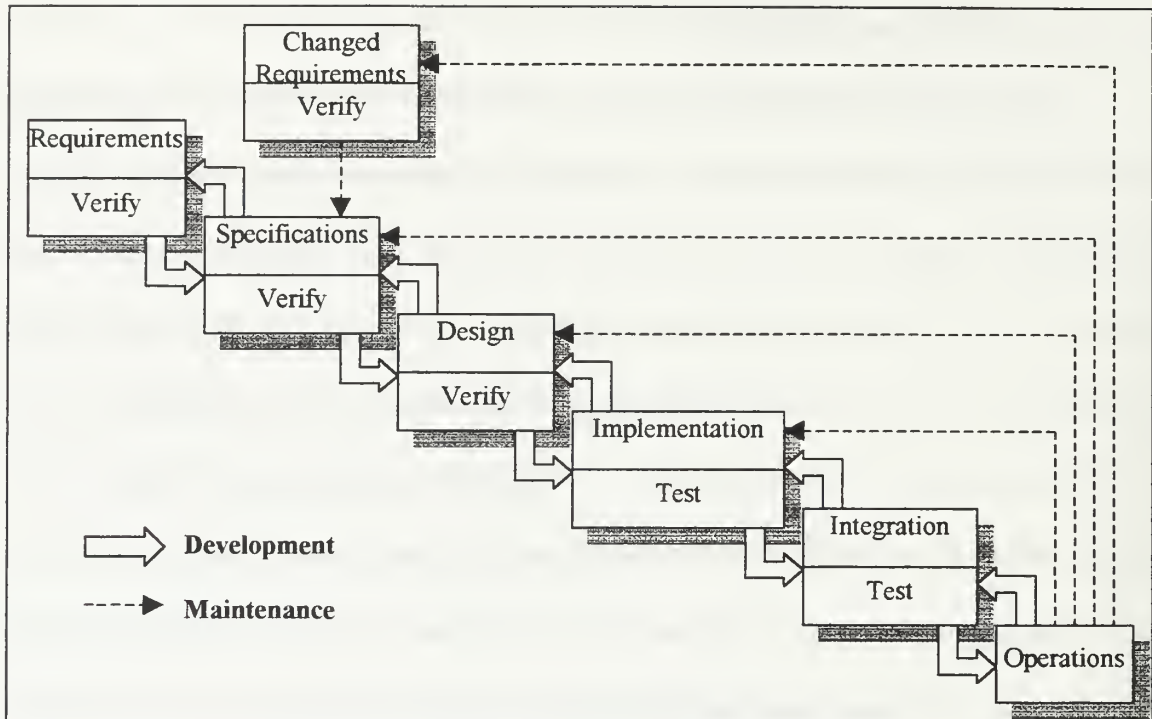 Changed
Requirements
Verify
Requirements
Verify
Specifications
Verify
Design
Verify
Implementation
Test
Integration
Test
Operations
Development
Maintenance